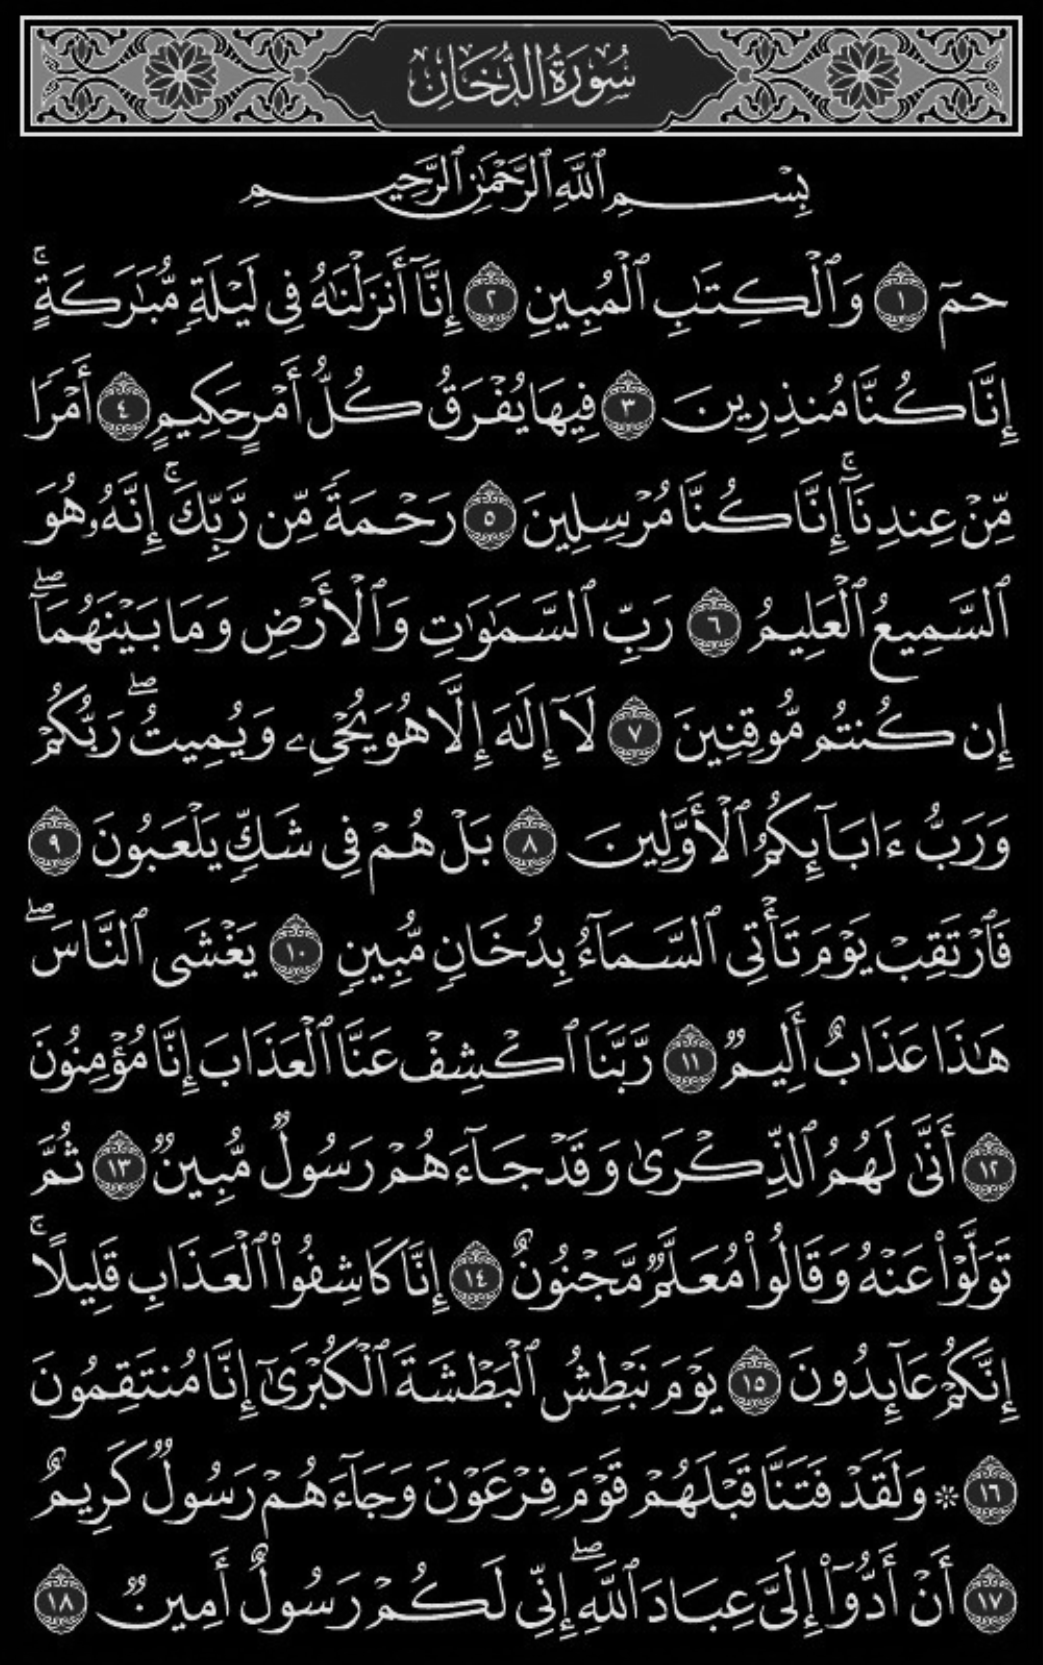 سُورَةُ الدُّخَانِ
بِسْمِ ٱللَّهِ ٱلرَّحْمَٰنِ ٱلرَّحِيمِ
حمٓ ١ وَٱلْكِتَٰبِ ٱلْمُبِينِ ٢ إِنَّآ أَنزَلْنَٰهُ فِى لَيْلَةٍ مُّبَٰرَكَةٍ ۚ
إِنَّا كُنَّا مُنذِرِينَ ٣ فِيهَا يُفْرَقُ كُلُّ أَمْرٍ حَكِيمٍ ٤ أَمْرًا
مِّنْ عِندِنَآ ۚ إِنَّا كُنَّا مُرْسِلِينَ ٥ رَحْمَةً مِّن رَّبِّكَ ۚ إِنَّهُۥ هُوَ
ٱلسَّمِيعُ ٱلْعَلِيمُ ٦ رَبِّ ٱلسَّمَٰوَٰتِ وَٱلْأَرْضِ وَمَا بَيْنَهُمَآ ۖ
إِن كُنتُم مُّوقِنِينَ ٧ لَآ إِلَٰهَ إِلَّا هُوَ يُحْىِۦ وَيُمِيتُ ۖ رَبُّكُمْ
وَرَبُّ ءَابَآئِكُمُ ٱلْأَوَّلِينَ ٨ بَلْ هُمْ فِى شَكٍّ يَلْعَبُونَ ٩
فَٱرْتَقِبْ يَوْمَ تَأْتِى ٱلسَّمَآءُ بِدُخَانٍ مُّبِينٍ ١٠ يَغْشَى ٱلنَّاسَ ۖ
هَٰذَا عَذَابٌ أَلِيمٌ ١١ رَّبَّنَا ٱكْشِفْ عَنَّا ٱلْعَذَابَ إِنَّا مُؤْمِنُونَ
١٢ أَنَّىٰ لَهُمُ ٱلذِّكْرَىٰ وَقَدْ جَآءَهُمْ رَسُولٌ مُّبِينٌ ١٣ ثُمَّ
تَوَلَّوْا۟ عَنْهُ وَقَالُوا۟ مُعَلَّمٌ مَّجْنُونٌ ١٤ إِنَّا كَاشِفُوا۟ ٱلْعَذَابِ قَلِيلًا ۚ
إِنَّكُمْ عَآئِدُونَ ١٥ يَوْمَ نَبْطِشُ ٱلْبَطْشَةَ ٱلْكُبْرَىٰٓ إِنَّا مُنتَقِمُونَ
١٦ ۞ وَلَقَدْ فَتَنَّا قَبْلَهُمْ قَوْمَ فِرْعَوْنَ وَجَآءَهُمْ رَسُولٌ كَرِيمٌ
١٧ أَنْ أَدُّوٓا۟ إِلَىَّ عِبَادَ ٱللَّهِ ۖ إِنِّى لَكُمْ رَسُولٌ أَمِينٌ ١٨